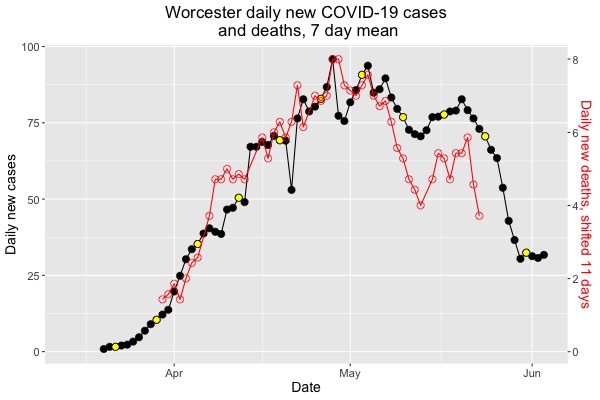 Worcester daily new COVID-19 cases
and deaths, 7 day mean
100
75
50
25
0
Daily new cases
8
6
4
2
0
Daily new deaths, shifted 11 days
Apr
May
Jun
Date